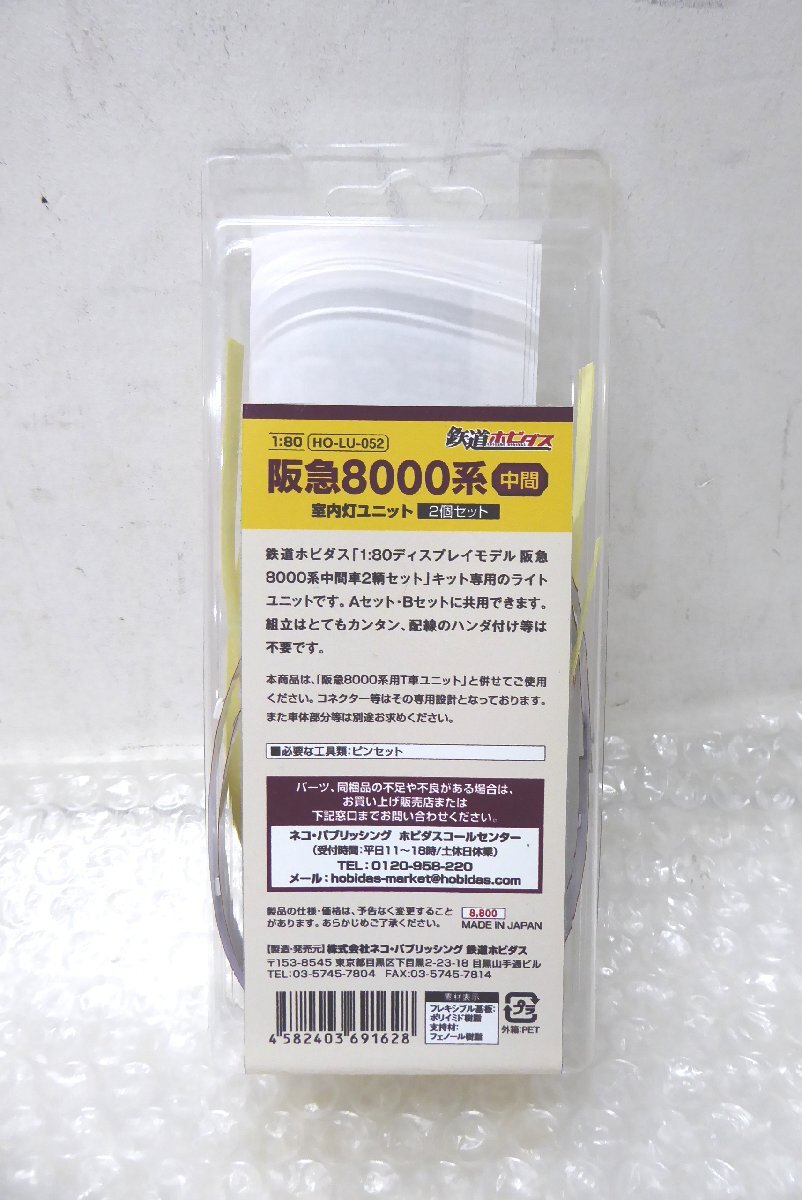 1:80 HO-LU-052 鉄道ホビダス
阪急8000系 中間
室内灯ユニット 2個セット
鉄道ホビダス「1:80ディスプレイモデル 阪急
8000系中間車2輌セット」キット専用のライト
ユニットです。Aセット・Bセットに共用できます。
組立はとてもカンタン、配線のハンダ付け等は
不要です。
本商品は、「阪急8000系用T車ユニット」と併せてご使用
ください。コネクター等はその専用設計となっております。
また車体部分等は別途お求めください。
■必要な工具類:ピンセット
パーツ、同梱品の不足や不良がある場合は、
お買い上げ販売店または
下記窓口までお問い合わせください。
ネコ・パブリッシング ホビダスコールセンター
(受付時間:平日11〜18時/土休日休業)
TEL:0120-958-220
メール:hobidas-market@hobidas.com
製品の仕様・価格は、予告なく変更すること
があります。あらかじめご了承ください。
8,800
MADE IN JAPAN
【製造・発売元】株式会社ネコ・パブリッシング 鉄道ホビダス
〒153-8545 東京都目黒区下目黒2-23-18 目黒山手通ビル
TEL:03-5745-7804 FAX:03-5745-7814
4 582403 691628
素材表示
フレキシブル基板:
ポリイミド樹脂
支持材:
フェノール樹脂
プラ
外箱:PET